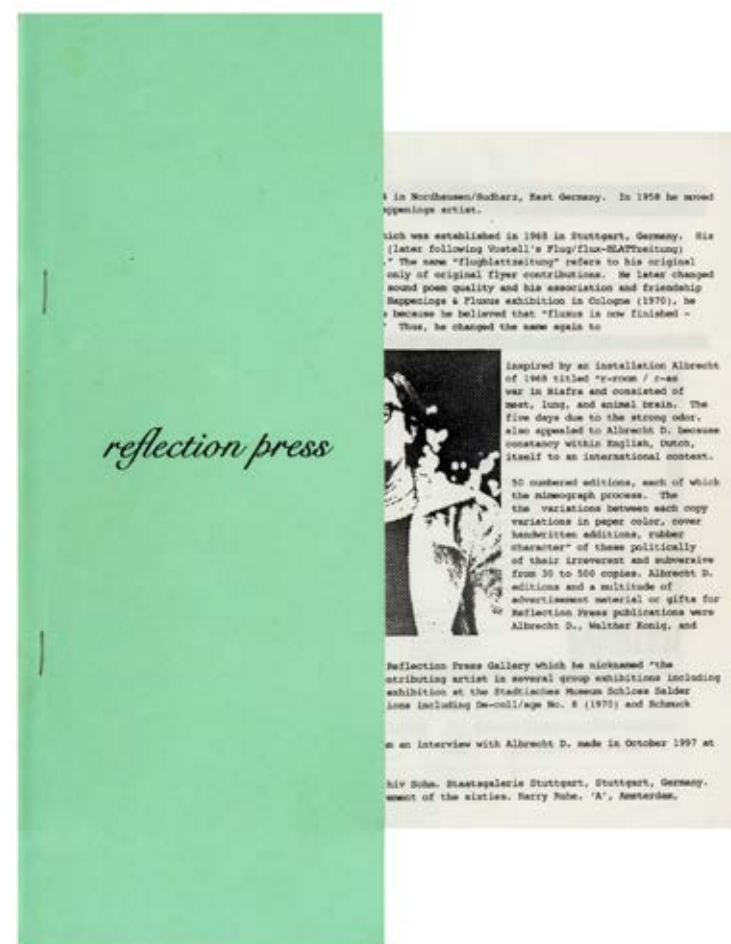 reflection press
in Nordhausen/Sudharz, East Germany. In 1958 he moved
appenings artist.
ich was established in 1968 in Stuttgart, Germany. His
(later following Vostell's Flug/flux-BLATTzeitung)
." The name "flugblattzeitung" refers to his original
only of original flyer contributions. He later changed
sound poem quality and his association and friendship
Happenings & Fluxus exhibition in Cologne (1970), he
because he believed that "fluxus is now finished -
" Thus, he changed the name again to
inspired by an installation Albrecht
of 1968 titled "r-room / r-as
war in Biafra and consisted of
meat, lung, and animal brain. The
five days due to the strong odor.
also appealed to Albrecht D. because
constancy within English, Dutch,
itself to an international context.
50 numbered editions, each of which
the mimeograph process. The
the variations between each copy
variations in paper color, cover
handwritten additions, rubber
character" of these politically
of their irreverent and subversive
from 30 to 500 copies. Albrecht D.
editions and a multitude of
advertisement material or gifts for
Reflection Press publications were
Albrecht D., Walther Konig, and
Reflection Press Gallery which he nicknamed "the
ntributing artist in several group exhibitions including
exhibition at the Stadtisches Museum Schloss Salder
ions including De-coll/age No. 6 (1970) and Schmuck
an interview with Albrecht D. made in October 1997 at
hiv Sohm. Staatsgalerie Stuttgart, Stuttgart, Germany.
ement of the sixties. Harry Ruhe. 'A', Amsterdam,